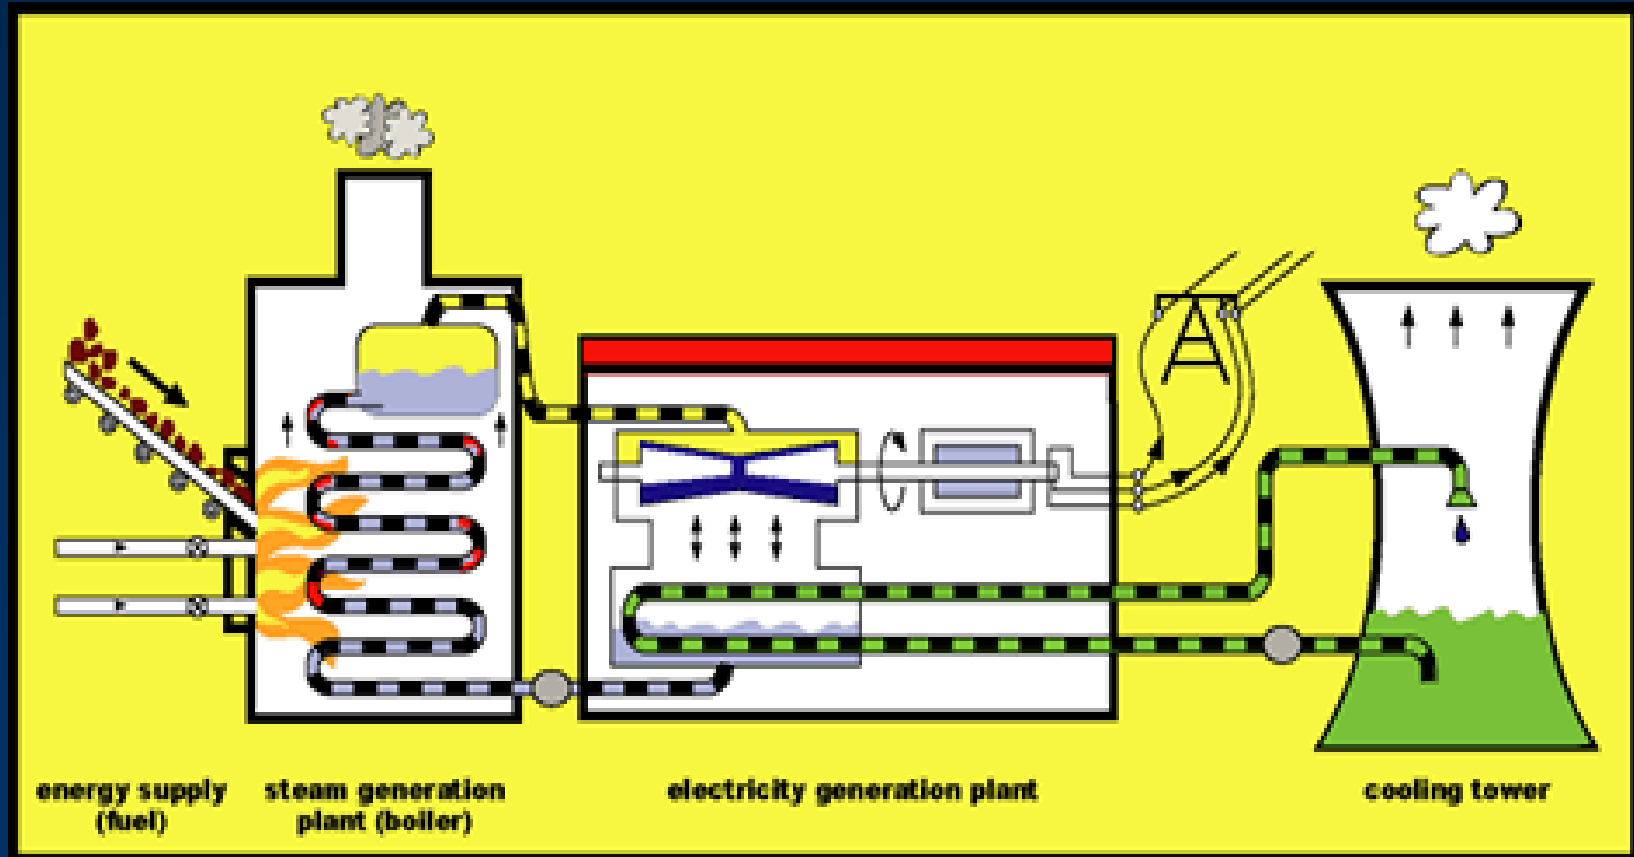 energy supply
(fuel)
steam generation
plant (boiler)
electricity generation plant
cooling tower